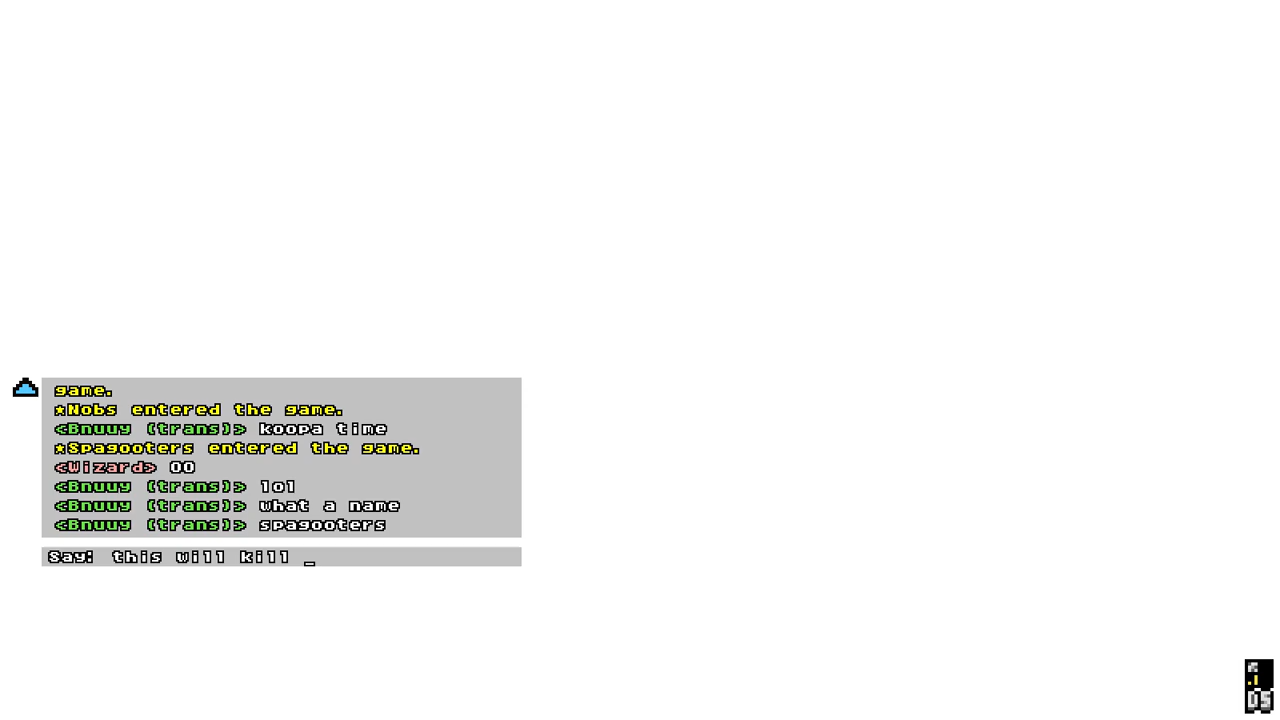 game.
*Nobs entered the game.
<Bnuuy (trans)> koopa time
*Spagooters entered the game.
<Wizard> OO
<Bnuuy (trans)> lol
<Bnuuy (trans)> what a name
<Bnuuy (trans)> spagooters
Say: this will kill _